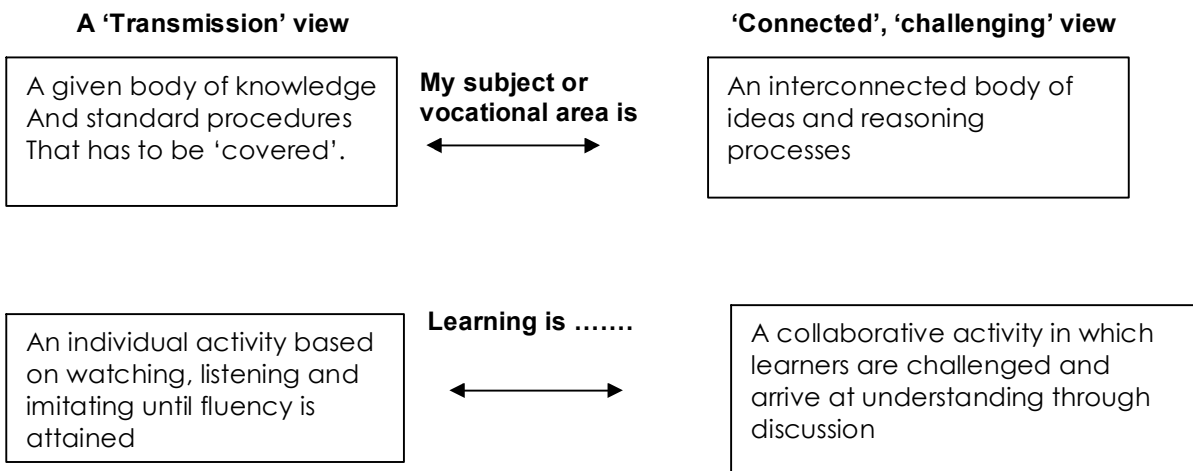 A ‘Transmission’ view
‘Connected’, ‘challenging’ view
A given body of knowledge
And standard procedures
That has to be ‘covered’.
My subject or
vocational area is
An interconnected body of
ideas and reasoning
processes
An individual activity based
on watching, listening and
imitating until fluency is
attained
Learning is …….
A collaborative activity in which
learners are challenged and
arrive at understanding through
discussion